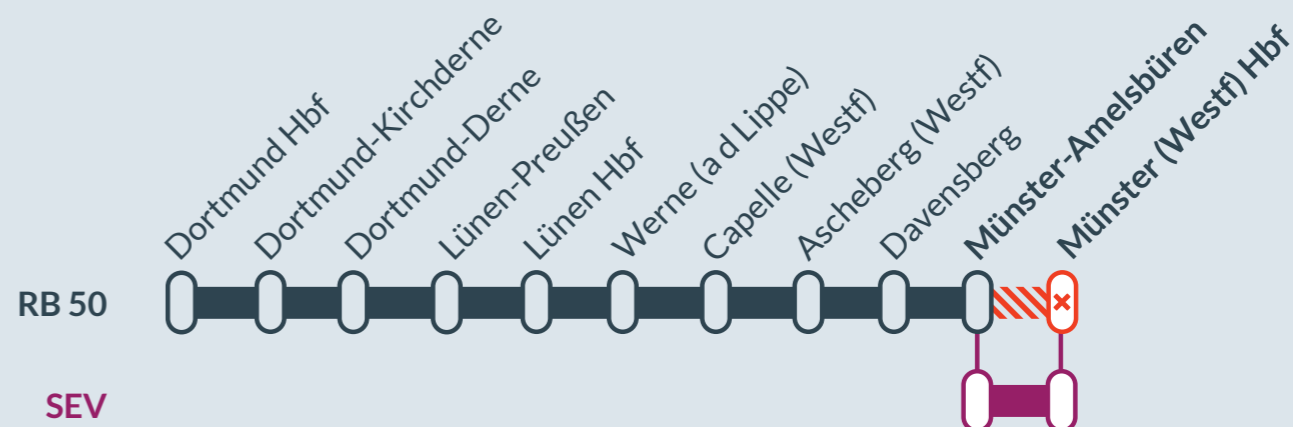 Dortmund Hbf
Dortmund-Kirchderne
Dortmund-Derne
Lünen-Preußen
Lünen Hbf
Werne (a d Lippe)
Capelle (Westf)
Ascheberg (Westf)
Davensberg
Münster-Amelsbüren
Münster (Westf) Hbf
RB 50
SEV